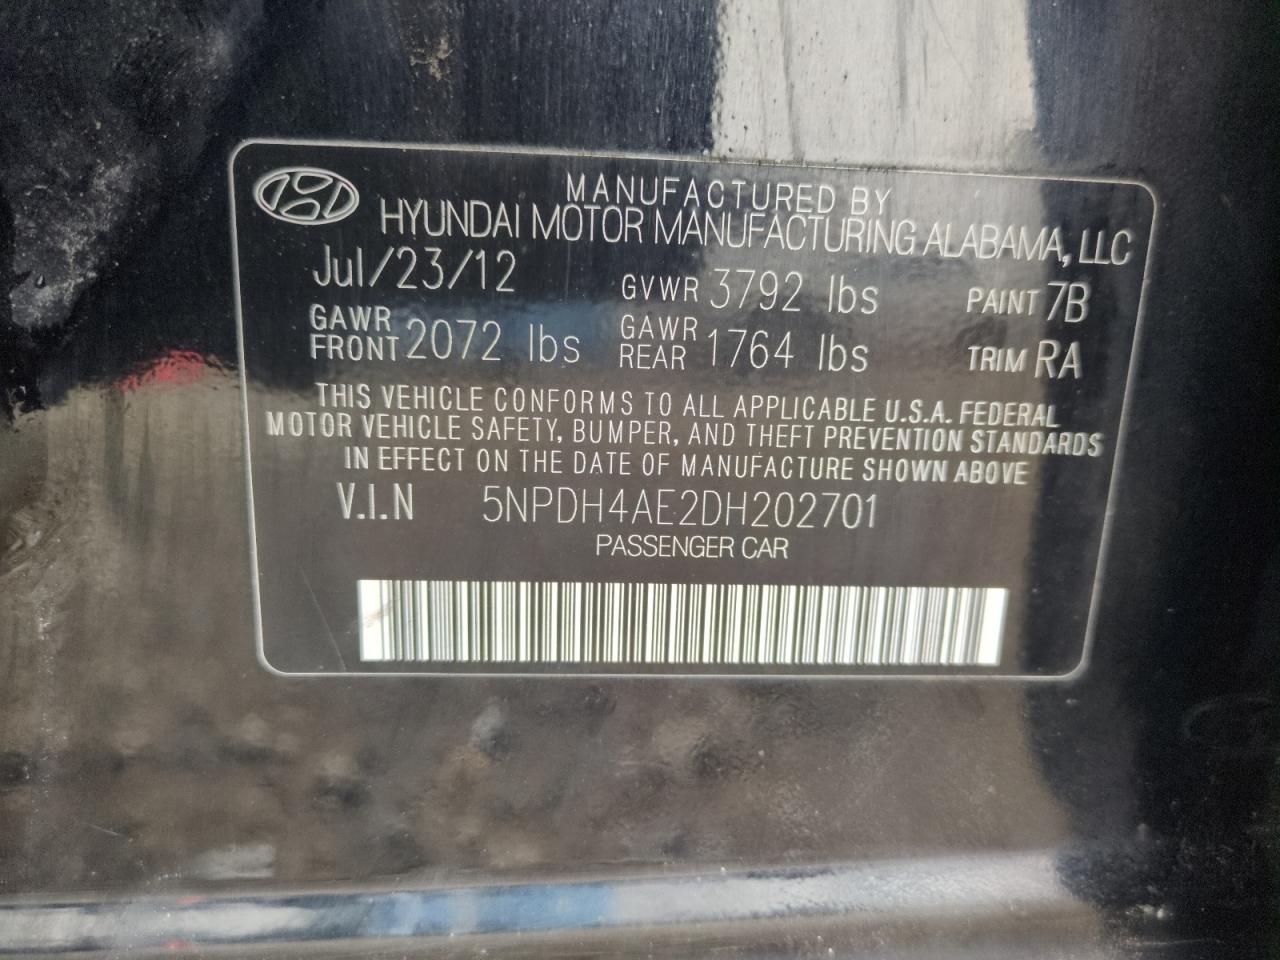 MANUFACTURED BY
HYUNDAI MOTOR MANUFACTURING ALABAMA, LLC
Jul/23/12 GVWR 3792 lbs PAINT 7B
GAWR FRONT 2072 lbs GAWR REAR 1764 lbs TRIM RA
THIS VEHICLE CONFORMS TO ALL APPLICABLE U.S.A. FEDERAL
MOTOR VEHICLE SAFETY, BUMPER, AND THEFT PREVENTION STANDARDS
IN EFFECT ON THE DATE OF MANUFACTURE SHOWN ABOVE
V.I.N 5NPDH4AE2DH202701
PASSENGER CAR